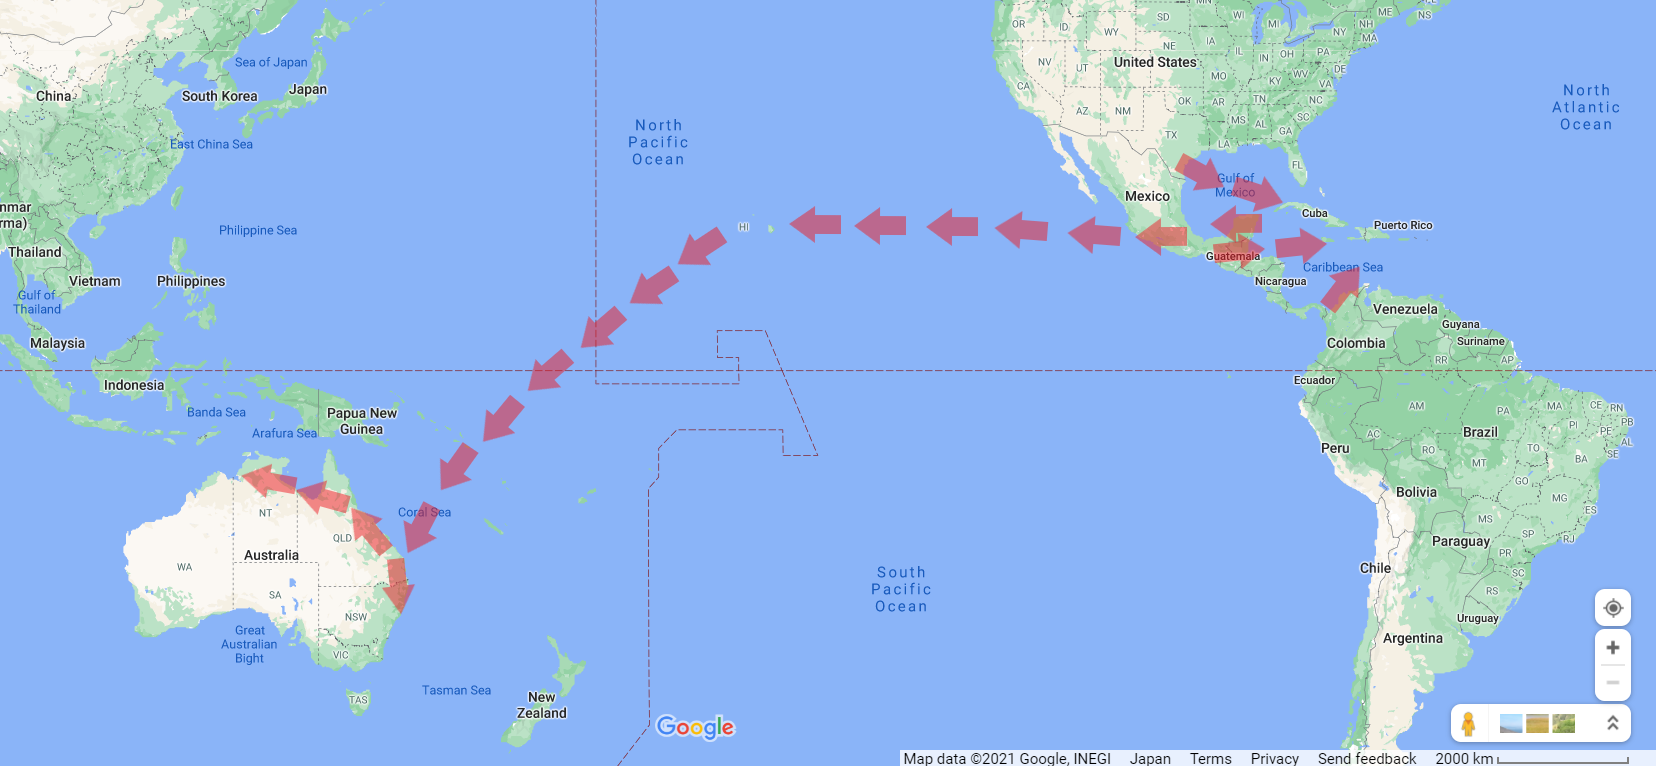 OR
ID
WY
SD
MN
WI
MI
NY
ME
NS
NH
MA
NE
IA
IL
IN
OH
PA
DE
NV
UT
United States
MO
KY
WV
VA
CA
AZ
NM
OK
AR
TN
NC
TX
MS
AL
SC
GA
LA
FL
China
South Korea
Sea of Japan
Japan
East China Sea
North
Pacific
Ocean
North
Atlantic
Ocean
nmar
rma)
Thailand
Vietnam
Gulf of
Thailand
Philippine Sea
Philippines
Malaysia
Indonesia
HI
Mexico
Gulf of
Mexico
Cuba
Puerto Rico
Guatemala
Caribbean Sea
Nicaragua
Venezuela
Guyana
Suriname
Colombia
Ecuador
RR
AP
AM
PA
MA
CE
RN
PB
PE
AL
SE
PI
TO
BA
AC
RO
MT
GO
MG
ES
MS
SP
RJ
PR
SC
RS
Brazil
Peru
Bolivia
Paraguay
Chile
Uruguay
Argentina
Banda Sea
Arafura Sea
Papua New
Guinea
Coral Sea
NT
QLD
Australia
WA
SA
NSW
VIC
TAS
Great
Australian
Bight
Tasman Sea
New
Zealand
South
Pacific
Ocean
Google
Map data ©2021 Google, INEGI Japan Terms Privacy Send feedback 2000 km